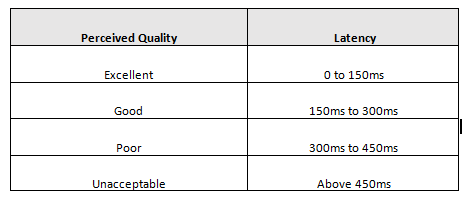 Perceived Quality Latency
Excellent 0 to 150ms
Good 150ms to 300ms
Poor 300ms to 450ms
Unacceptable Above 450ms